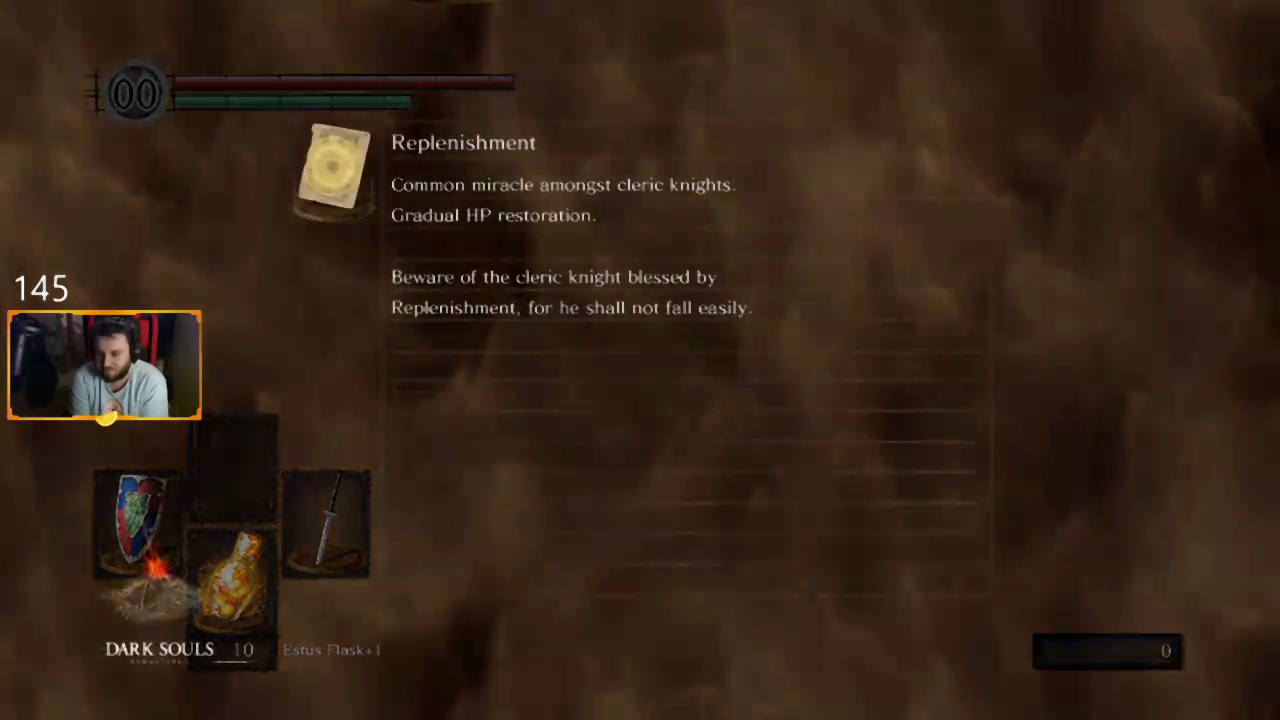 00
Replenishment
Common miracle amongst cleric knights.
Gradual HP restoration.
Beware of the cleric knight blessed by
Replenishment, for he shall not fall easily.
145
DARK SOULS
REMASTERED
10
Estus Flask+1
0